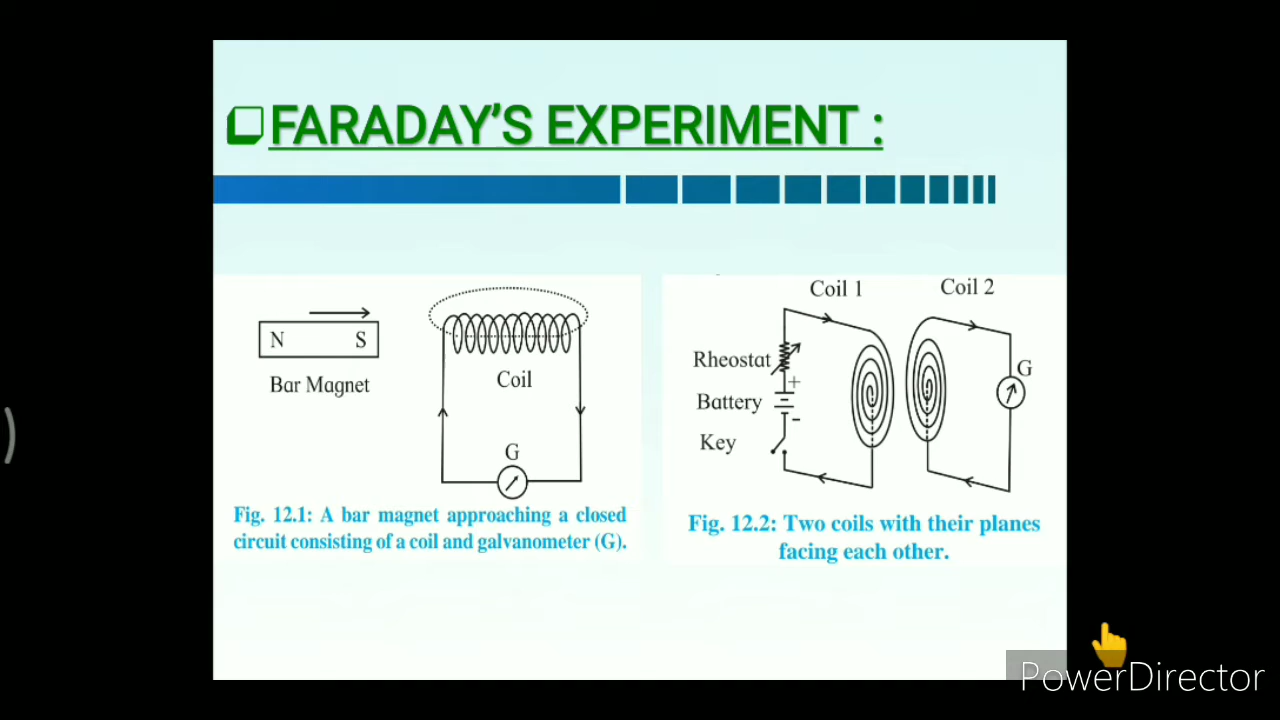 FARADAY'S EXPERIMENT :
N S
Bar Magnet
Coil
G
Fig. 12.1: A bar magnet approaching a closed
circuit consisting of a coil and galvanometer (G).
Coil 1 Coil 2
Rheostat
G
+
Battery
-
Key
Fig. 12.2: Two coils with their planes
facing each other.
PowerDirector